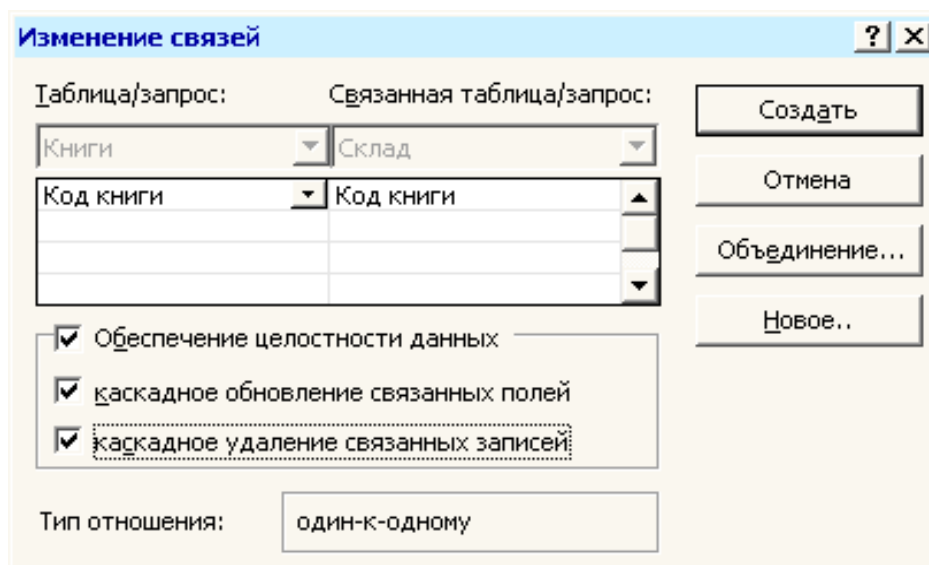 Изменение связей
Таблица/запрос: Связанная таблица/запрос:
Книги Склад
Код книги Код книги
Создать
Отмена
Объединение...
Новое..
Обеспечение целостности данных
каскадное обновление связанных полей
каскадное удаление связанных записей
Тип отношения: один-к-одному